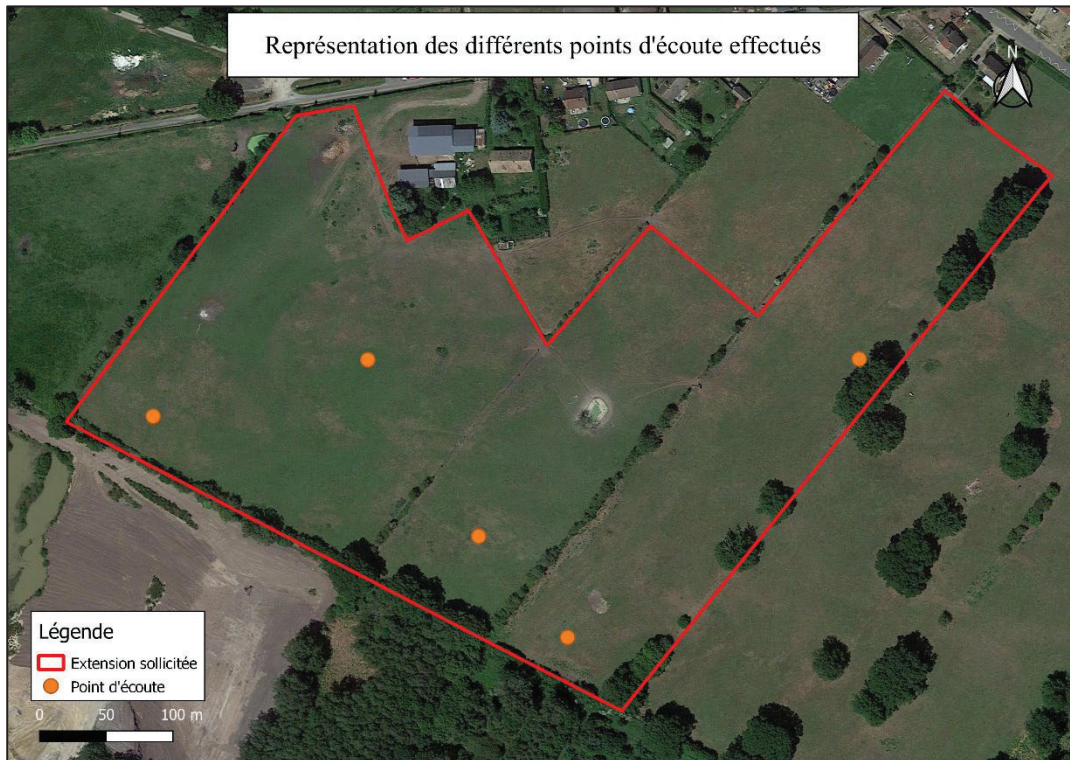 Représentation des différents points d'écoute effectués
N
Légende
Extension sollicitée
Point d'écoute
0 50 100 m